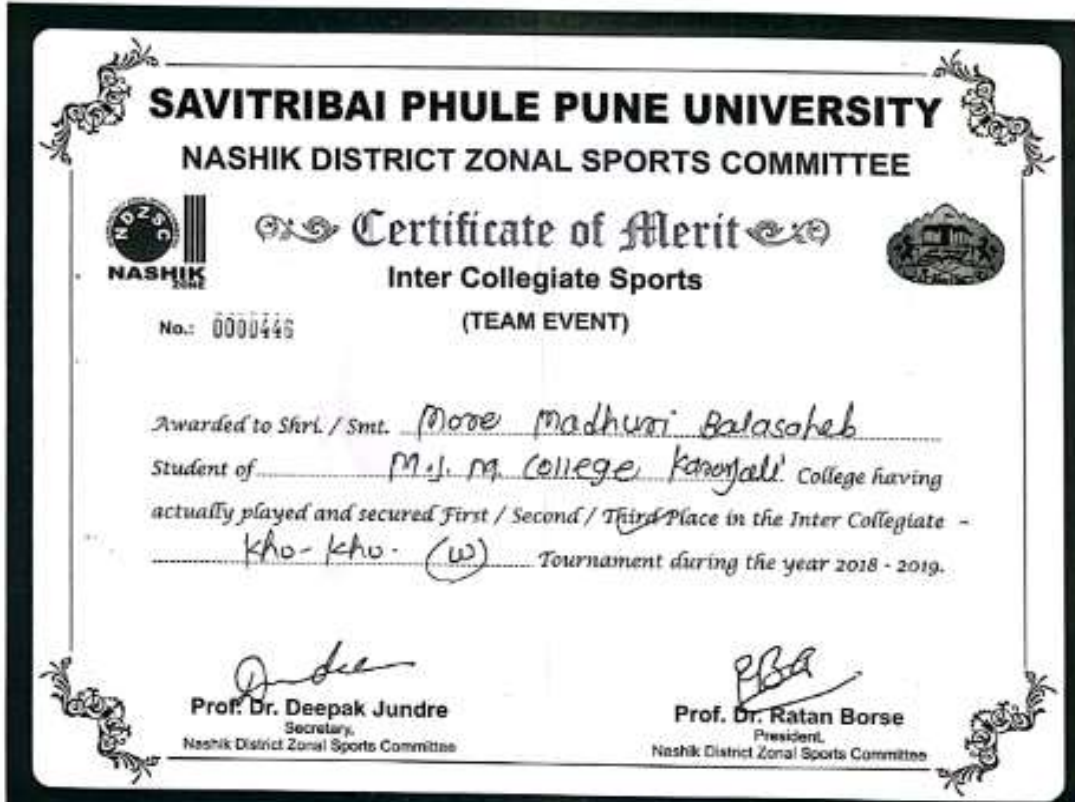 SAVITRIBAI PHULE PUNE UNIVERSITY
NASHIK DISTRICT ZONAL SPORTS COMMITTEE
NDZSC
NASHIK
ZONE
Certificate of Merit
Inter Collegiate Sports
(TEAM EVENT)
No.: 0000446
Awarded to Shri. / Smt. More Madhuri Balasaheb
Student of M.J.M. College Karanjali College having
actually played and secured First / Second / Third Place in the Inter Collegiate -
Kho-Kho. (W) Tournament during the year 2018 - 2019.
Prof. Dr. Deepak Jundre
Secretary,
Nashik District Zonal Sports Committee
Prof. Dr. Ratan Borse
President,
Nashik District Zonal Sports Committee